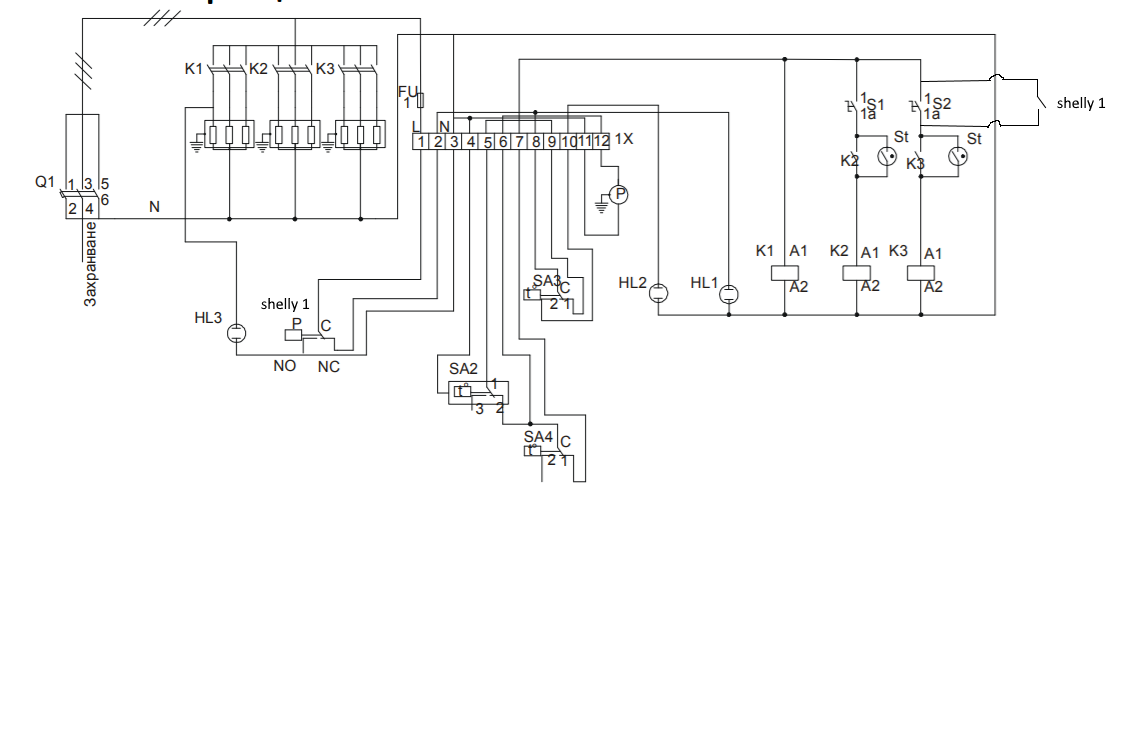 K1 K2 K3
FU
1
L N
1 2 3 4 5 6 7 8 9 10 11 12 1X
1 S1
1a
1 S2
1a
shelly 1
St
St
K2
K3
Q1 1 3 5
6
2 4
N
P
Захранване
K1 A1
A2
K2 A1
A2
K3 A1
A2
SA3 C
t°
2 1
HL2
HL1
HL3
shelly 1
P C
NO NC
SA2
1
t°
3 2
SA4 C
t°
2 1